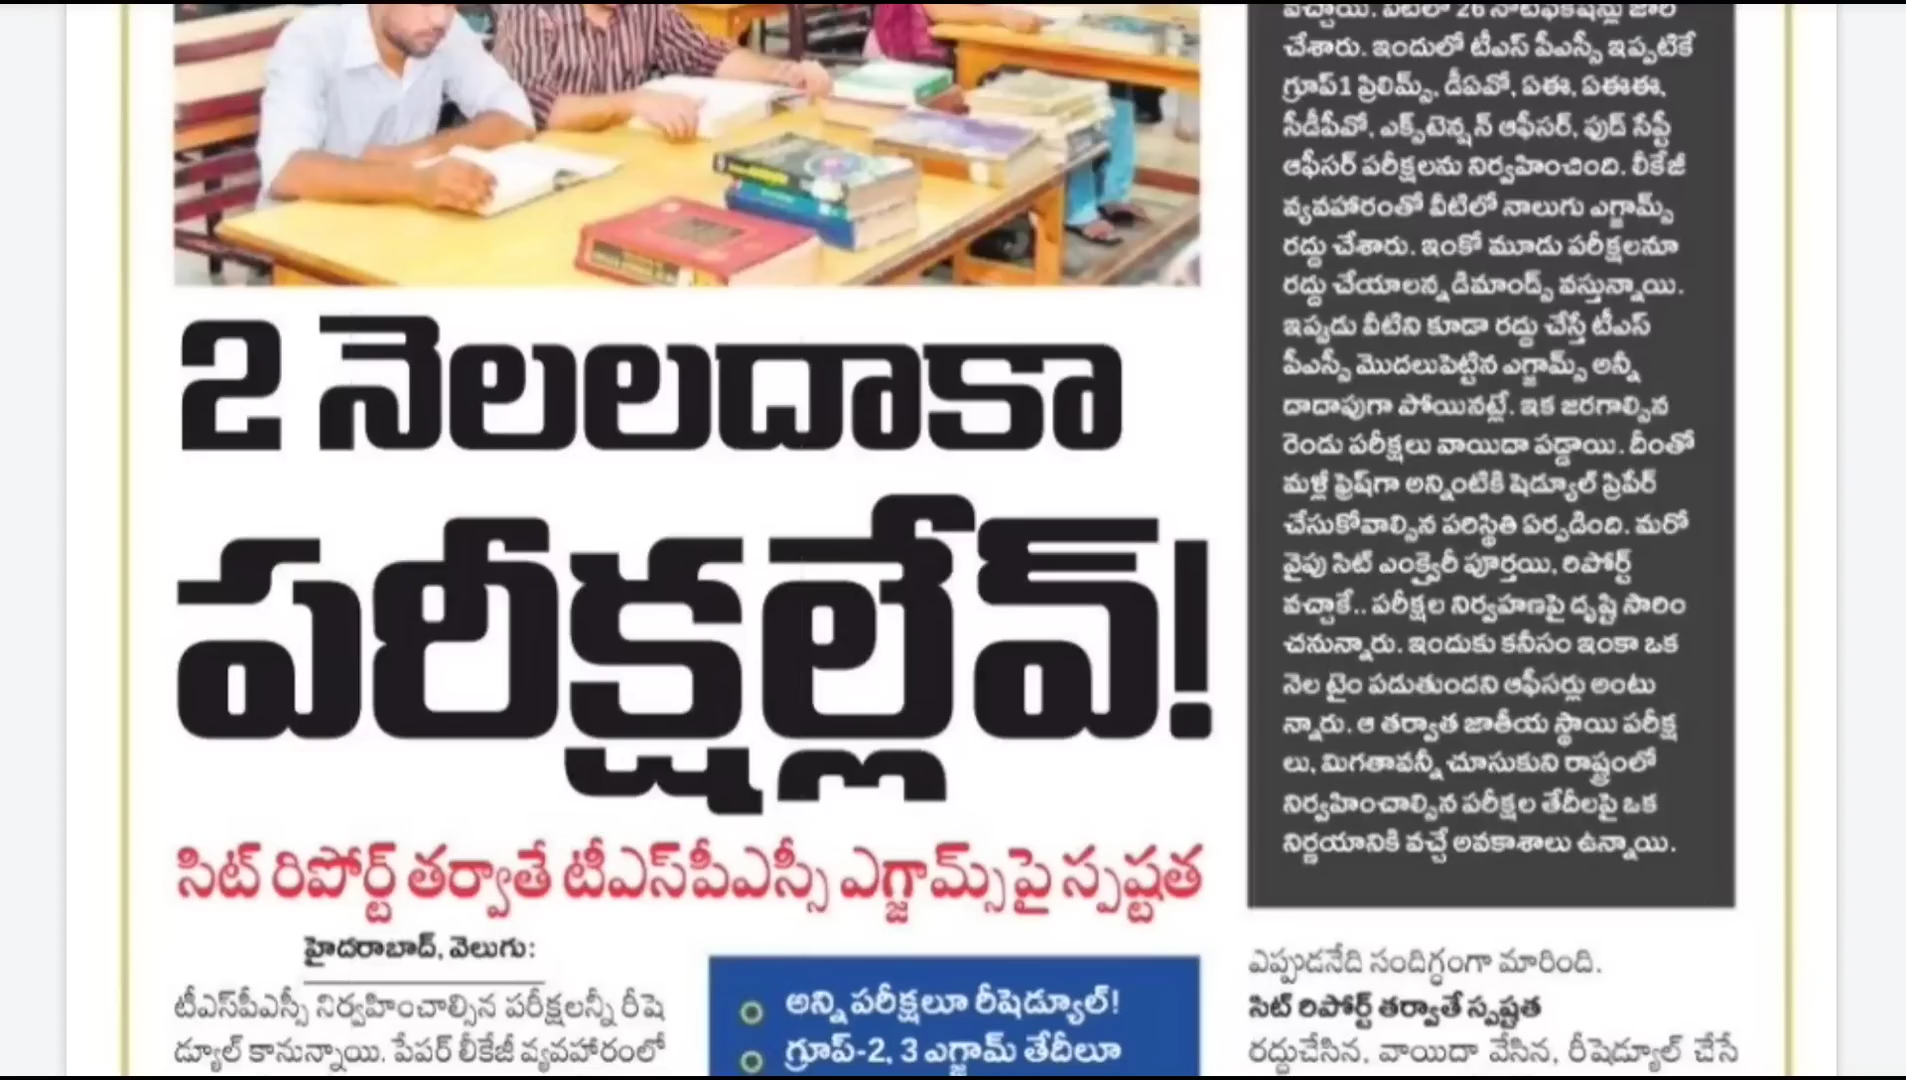 2 నెలలదాకా
పరీక్షల్లేవ్!
సిట్ రిపోర్ట్ తర్వాతే టీఎస్‌పీఎస్సీ ఎగ్జామ్స్‌పై స్పష్టత
హైదరాబాద్, వెలుగు:
టీఎస్‌పీఎస్సీ నిర్వహించాల్సిన పరీక్షలన్నీ రీషె
డ్యూల్ కానున్నాయి. పేపర్ లీకేజీ వ్యవహారంలో
అన్ని పరీక్షలూ రీషెడ్యూల్!
గ్రూప్-2, 3 ఎగ్జామ్ తేదీలూ
వచ్చాయి. వీటిలో 26 నోటిఫికేషన్లు జారీ
చేశారు. ఇందులో టీఎస్ పీఎస్సీ ఇప్పటికే
గ్రూప్1 ప్రిలిమ్స్, డీఏవో, ఏఈ, ఏఈఈ,
సీడీపీవో, ఎక్స్‌టెన్షన్ ఆఫీసర్, ఫుడ్ సేఫ్టీ
ఆఫీసర్ పరీక్షలను నిర్వహించింది. లీకేజీ
వ్యవహారంతో వీటిలో నాలుగు ఎగ్జామ్స్
రద్దు చేశారు. ఇంకో మూడు పరీక్షలనూ
రద్దు చేయాలన్న డిమాండ్స్ వస్తున్నాయి.
ఇప్పడు వీటిని కూడా రద్దు చేస్తే టీఎస్
పీఎస్సీ మొదలుపెట్టిన ఎగ్జామ్స్ అన్నీ
దాదాపుగా పోయినట్లే. ఇక జరగాల్సిన
రెండు పరీక్షలు వాయిదా పడ్డాయి. దీంతో
మళ్లీ ఫ్రెష్‌గా అన్నింటికి షెడ్యూల్ ప్రిపేర్
చేసుకోవాల్సిన పరిస్థితి ఏర్పడింది. మరో
వైపు సిట్ ఎంక్వైరీ పూర్తయి, రిపోర్ట్
వచ్చాకే.. పరీక్షల నిర్వహణపై దృష్టి సారిం
చనున్నారు. ఇందుకు కనీసం ఇంకా ఒక
నెల టైం పడుతుందని ఆఫీసర్లు అంటు
న్నారు. ఆ తర్వాత జాతీయ స్థాయి పరీక్ష
లు, మిగతావన్నీ చూసుకుని రాష్ట్రంలో
నిర్వహించాల్సిన పరీక్షల తేదీలపై ఒక
నిర్ణయానికి వచ్చే అవకాశాలు ఉన్నాయి.
ఎప్పుడనేది సందిగ్ధంగా మారింది.
సిట్ రిపోర్ట్ తర్వాతే స్పష్టత
రద్దుచేసిన, వాయిదా వేసిన, రీషెడ్యూల్ చేసే